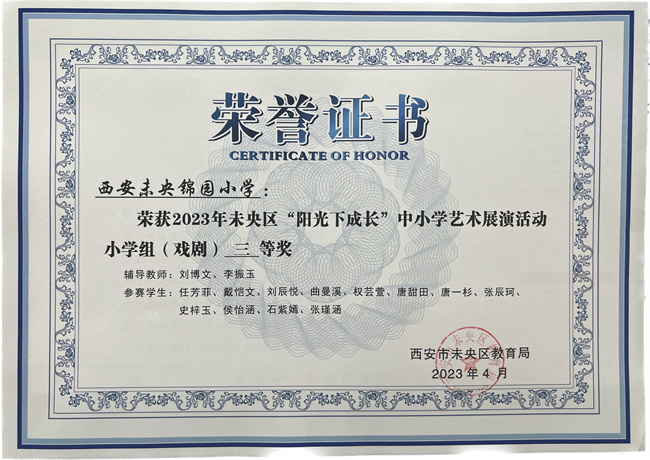 荣誉证书
CERTIFICATE OF HONOR
西安未央锦园小学：
荣获2023年未央区“阳光下成长”中小学艺术展演活动
小学组（戏剧）三等奖
辅导教师：刘博文、李振玉
参赛学生：任芳菲、戴恺文、刘辰悦、曲曼溪、权芸萱、唐甜田、唐一杉、张辰珂、
史梓玉、侯怡涵、石紫嫣、张瑾涵
西安市未央区教育局
2023年4月